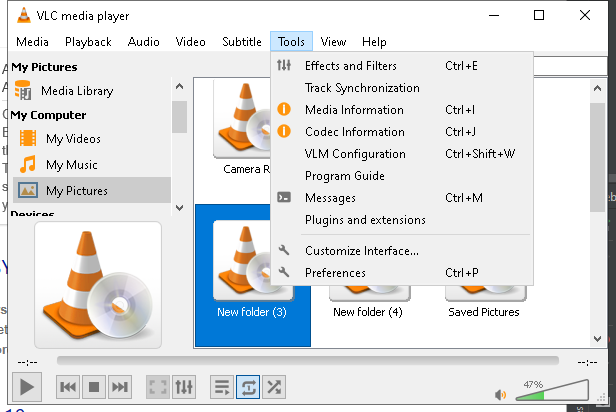 VLC media player
Media Playback Audio Video Subtitle Tools View Help
My Pictures
Media Library
My Computer
My Videos
My Music
My Pictures
Devices
Effects and Filters Ctrl+E
Track Synchronization
Media Information Ctrl+I
Codec Information Ctrl+J
VLM Configuration Ctrl+Shift+W
Program Guide
Messages Ctrl+M
Plugins and extensions
Customize Interface...
Preferences Ctrl+P
Camera R
New folder (3)
New folder (4)
Saved Pictures
--:-- --:--
47%